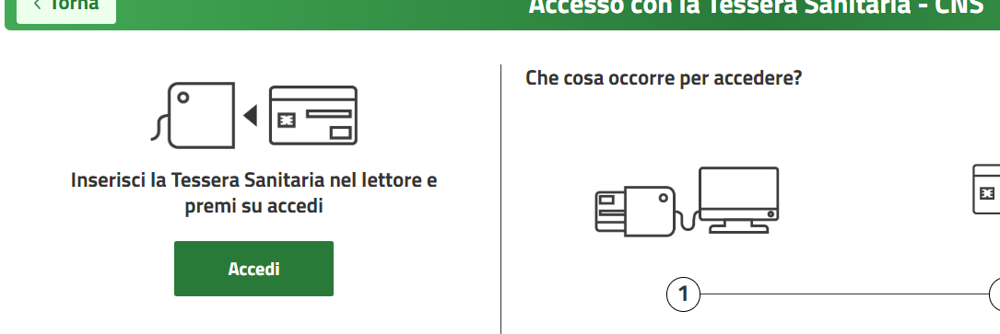 Torna
Accesso con la Tessera Sanitaria - CNS
Che cosa occorre per accedere?
Inserisci la Tessera Sanitaria nel lettore e
premi su accedi
Accedi
1